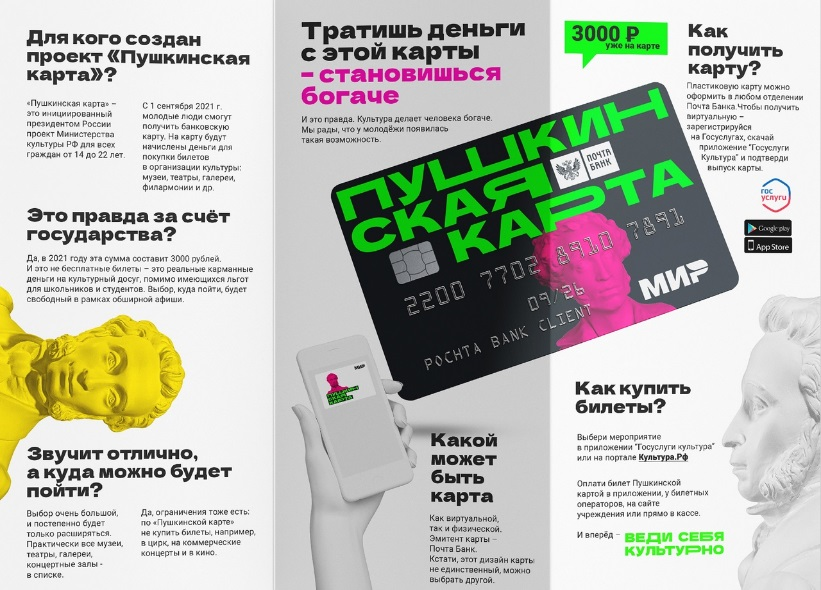 Для кого создан
проект «Пушкинская
карта»?
«Пушкинская карта» –
это инициированный
президентом России
проект Министерства
культуры РФ для всех
граждан от 14 до 22 лет.
С 1 сентября 2021 г.
молодые люди смогут
получить банковскую
карту. На карту будут
начислены деньги для
покупки билетов
в организации культуры:
музеи, театры, галереи,
филармонии и др.
Это правда за счёт
государства?
Да, в 2021 году эта сумма составит 3000 рублей.
И это не бесплатные билеты – это реальные карманные
деньги на культурный досуг, помимо имеющихся льгот
для школьников и студентов. Выбор, куда пойти, будет
свободный в рамках обширной афиши.
Звучит отлично,
а куда можно будет
пойти?
Выбор очень большой,
и постепенно будет
только расширяться.
Практически все музеи,
театры, галереи,
концертные залы -
в списке.
Да, ограничения тоже есть:
по «Пушкинской карте»
не купить билеты, например,
в цирк, на коммерческие
концерты и в кино.
Тратишь деньги
с этой карты
– становишься
богаче
И это правда. Культура делает человека богаче.
Мы рады, что у молодёжи появилась
такая возможность.
ПУШКИН
СКАЯ
КАРТА
ПОЧТА
БАНК
2200 7702 8910 7891
09/26
POCHTA BANK CLIENT
МИР
МИР
ПУШКИН
СКАЯ
КАРТА
Какой
может
быть
карта
Как виртуальной,
так и физической.
Эмитент карты –
Почта Банк.
Кстати, этот дизайн карты
не единственный, можно
выбрать другой.
3000 ₽
уже на карте
Как
получить
карту?
Пластиковую карту можно
оформить в любом отделении
Почта Банка Чтобы получить
виртуальную –
зарегистрируйся
на Госуслугах, скачай
приложение "Госуслуги
Культура" и подтверди
выпуск карты.
гос
услуги
Google play
App Store
Как купить
билеты?
Выбери мероприятие
в приложении "Госуслуги культура"
или на портале Культура.Рф
Оплати билет Пушкинской
картой в приложении, у билетных
операторов, на сайте
учреждения или прямо в кассе.
И вперёд – ВЕДИ СЕБЯ
КУЛЬТУРНО